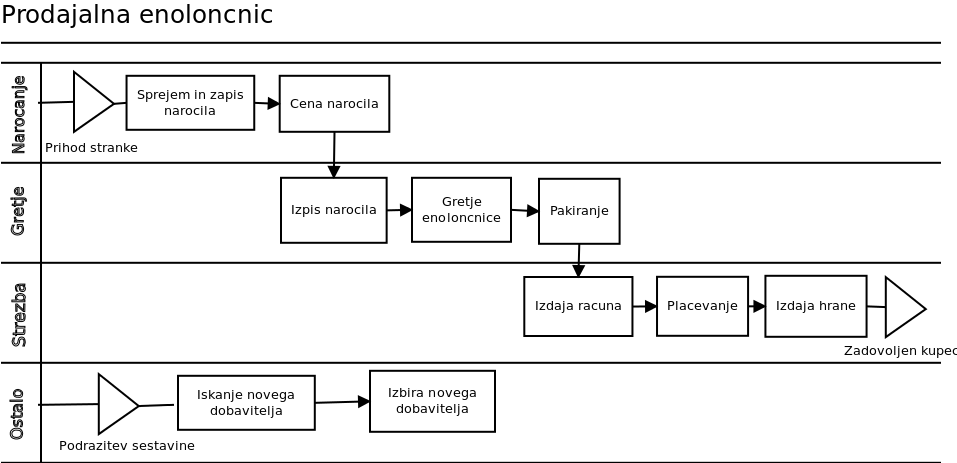 Prodajalna enoloncnic
Narocanje
Prihod stranke
Sprejem in zapis
narocila
Cena narocila
Gretje
Izpis narocila
Gretje
enoloncnice
Pakiranje
Strezba
Izdaja racuna
Placevanje
Izdaja hrane
Zadovoljen kupec
Ostalo
Podrazitev sestavine
Iskanje novega
dobavitelja
Izbira novega
dobavitelja